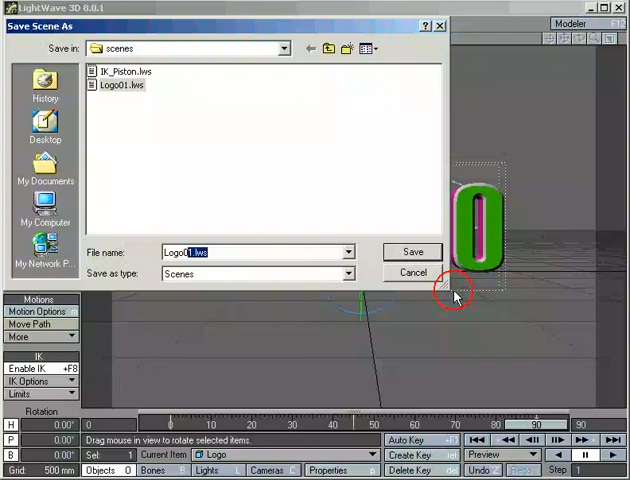 LightWave 3D 8.0.1
Save Scene As
Modeler F12
Save in: scenes
IK_Piston.lws
Logo01.lws
History
Desktop
My Documents
My Computer
My Network P...
File name: Logo01.lws Save
Save as type: Scenes Cancel
Motions
Motion Options m
Move Path
More
IK
Enable IK +F8
IK Options
Limits
Rotation
H 0.00° 0 0 10 20 30 40 50 60 70 80 90 90
P 0.00° Drag mouse in view to rotate selected items. Auto Key +F1
B 0.00° Sel: 1 Current Item Logo Create Key ret Preview
Grid: 500 mm Objects O Bones B Lights L Cameras C Properties p Delete Key del Undo Z Step 1